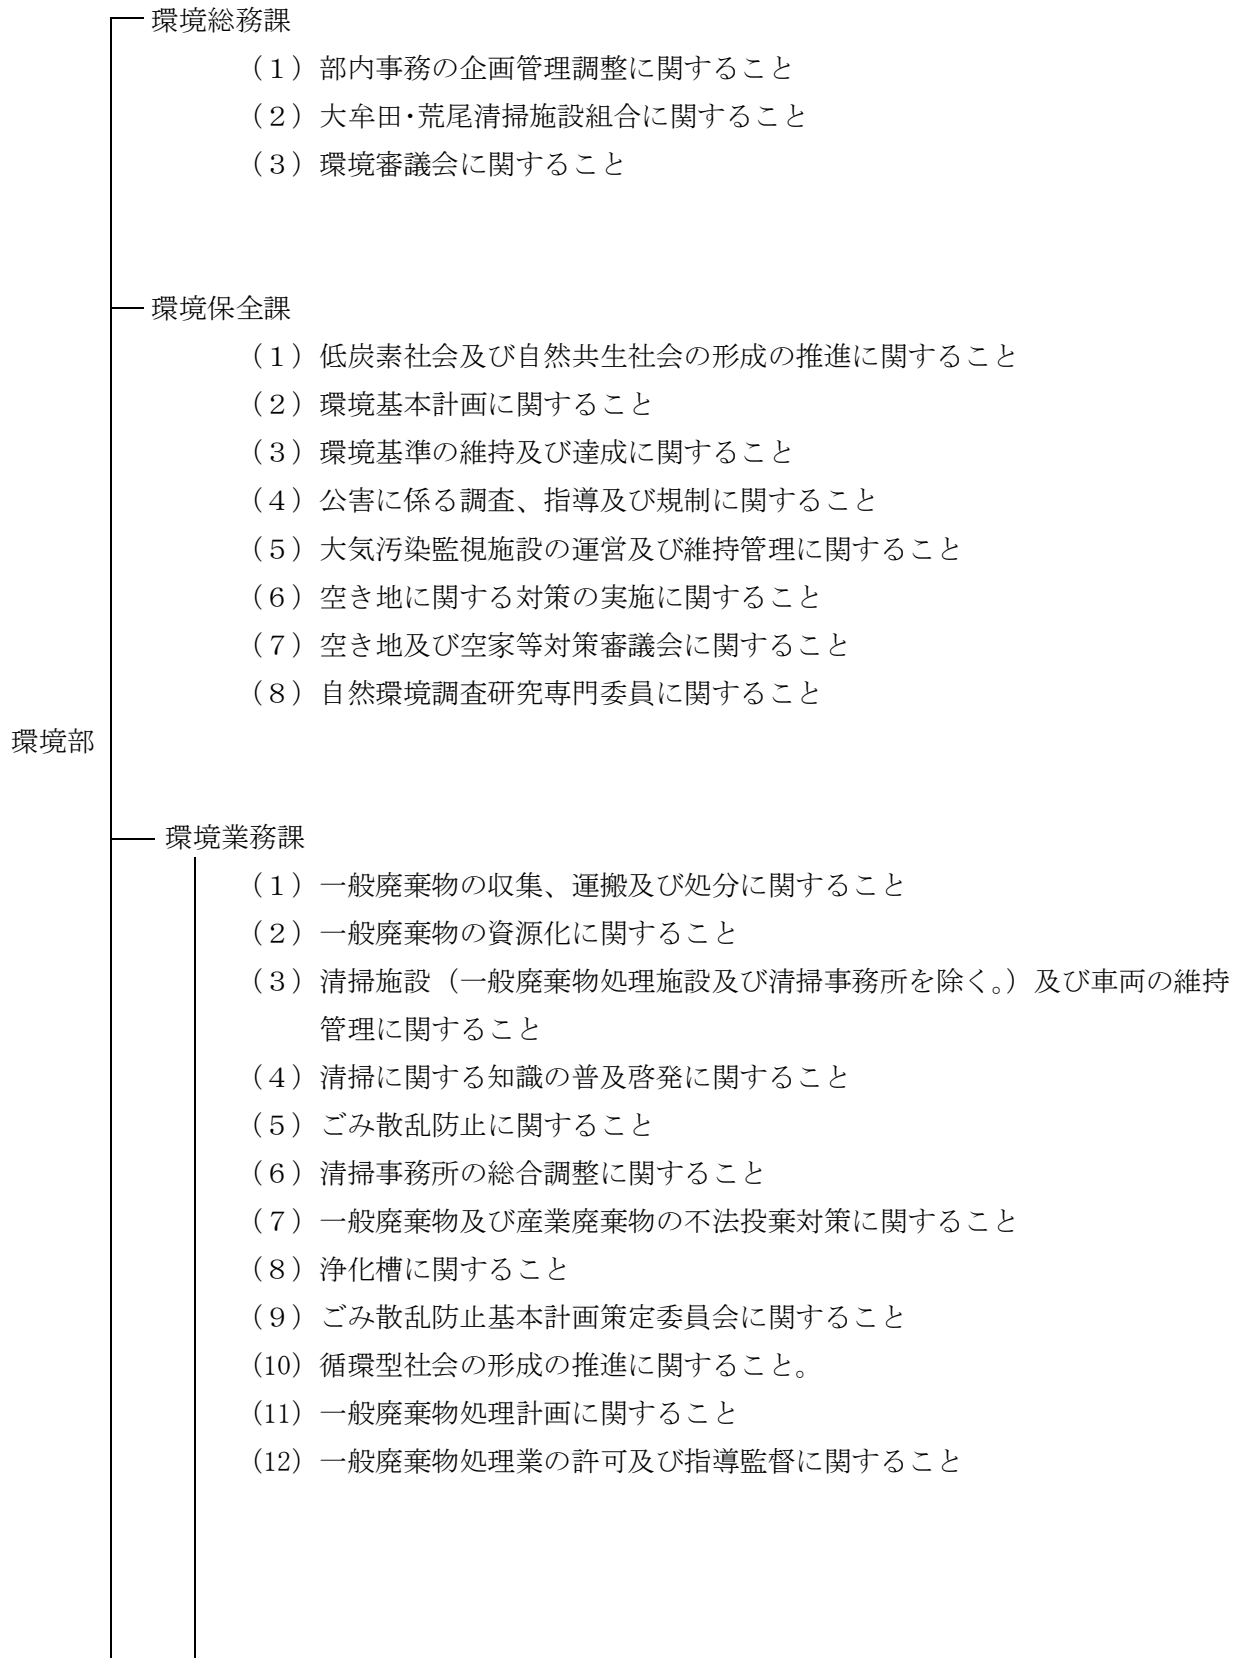 環境総務課
（１）部内事務の企画管理調整に関すること
（２）大牟田・荒尾清掃施設組合に関すること
（３）環境審議会に関すること
環境保全課
（１）低炭素社会及び自然共生社会の形成の推進に関すること
（２）環境基本計画に関すること
（３）環境基準の維持及び達成に関すること
（４）公害に係る調査、指導及び規制に関すること
（５）大気汚染監視施設の運営及び維持管理に関すること
（６）空き地に関する対策の実施に関すること
（７）空き地及び空家等対策審議会に関すること
（８）自然環境調査研究専門委員に関すること
環境部
環境業務課
（１）一般廃棄物の収集、運搬及び処分に関すること
（２）一般廃棄物の資源化に関すること
（３）清掃施設（一般廃棄物処理施設及び清掃事務所を除く。）及び車両の維持
管理に関すること
（４）清掃に関する知識の普及啓発に関すること
（５）ごみ散乱防止に関すること
（６）清掃事務所の総合調整に関すること
（７）一般廃棄物及び産業廃棄物の不法投棄対策に関すること
（８）浄化槽に関すること
（９）ごみ散乱防止基本計画策定委員会に関すること
(10) 循環型社会の形成の推進に関すること。
(11) 一般廃棄物処理計画に関すること
(12) 一般廃棄物処理業の許可及び指導監督に関すること